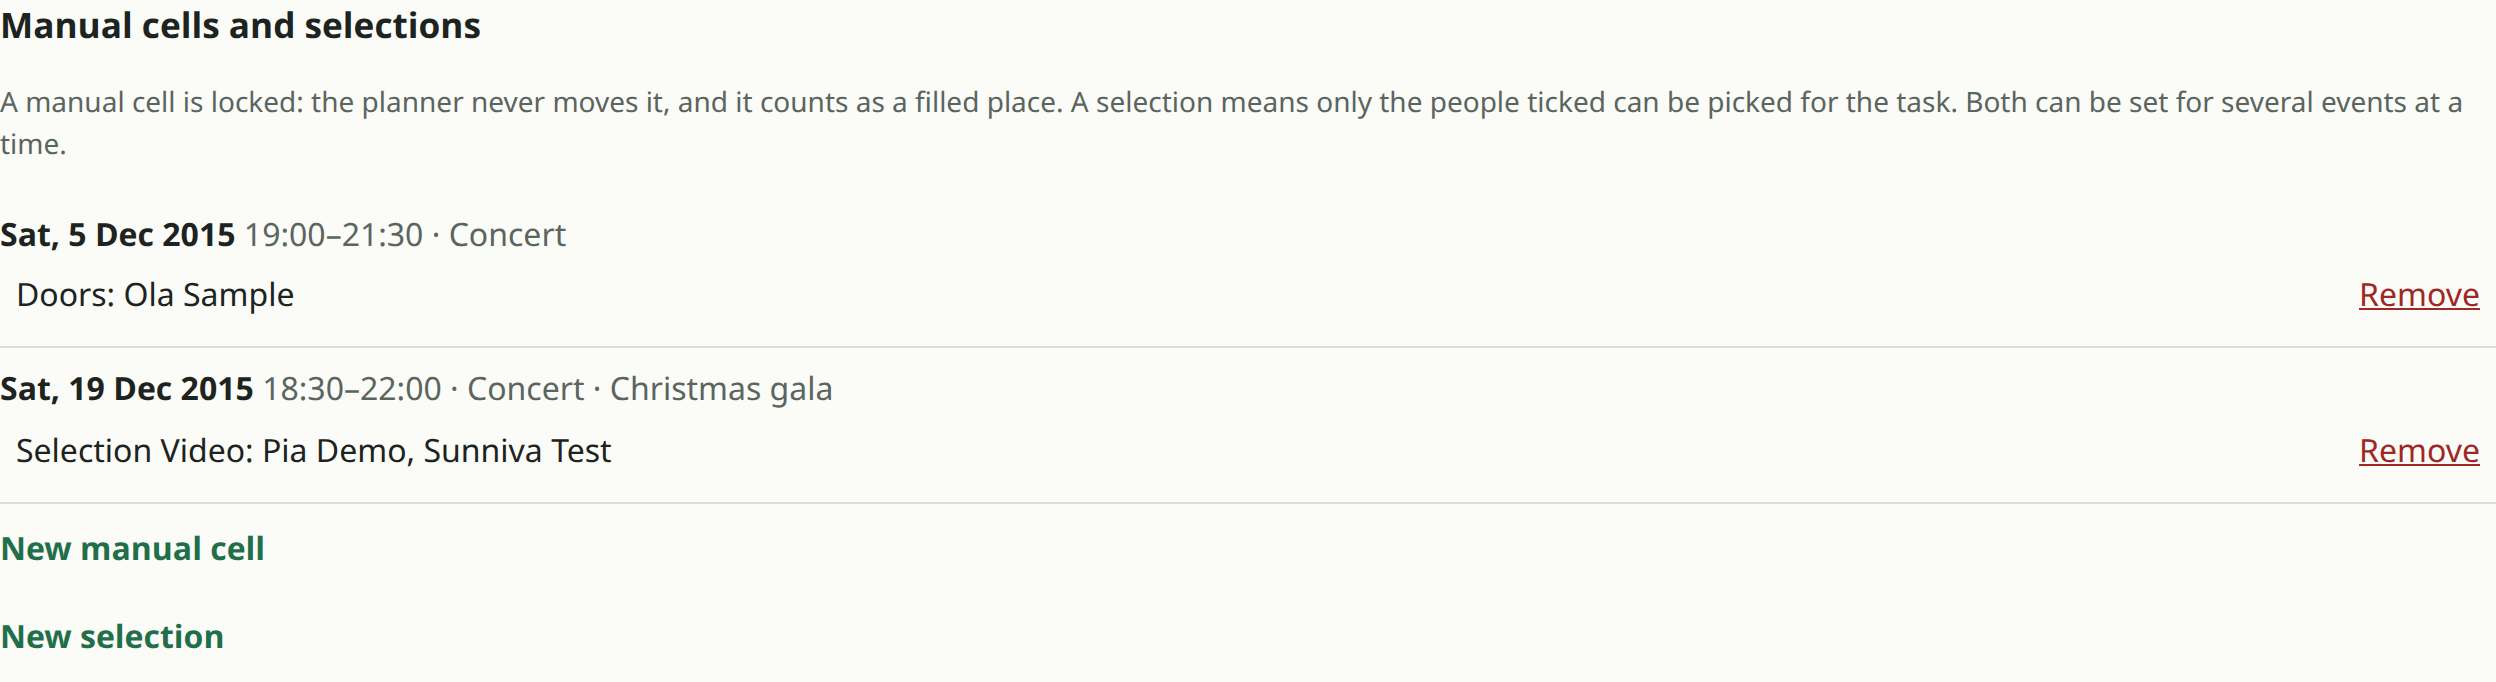 Manual cells and selections
A manual cell is locked: the planner never moves it, and it counts as a filled place. A selection means only the people ticked can be picked for the task. Both can be set for several events at a
time.
Sat, 5 Dec 2015 19:00–21:30 · Concert
Doors: Ola Sample Remove
Sat, 19 Dec 2015 18:30–22:00 · Concert · Christmas gala
Selection Video: Pia Demo, Sunniva Test Remove
New manual cell
New selection